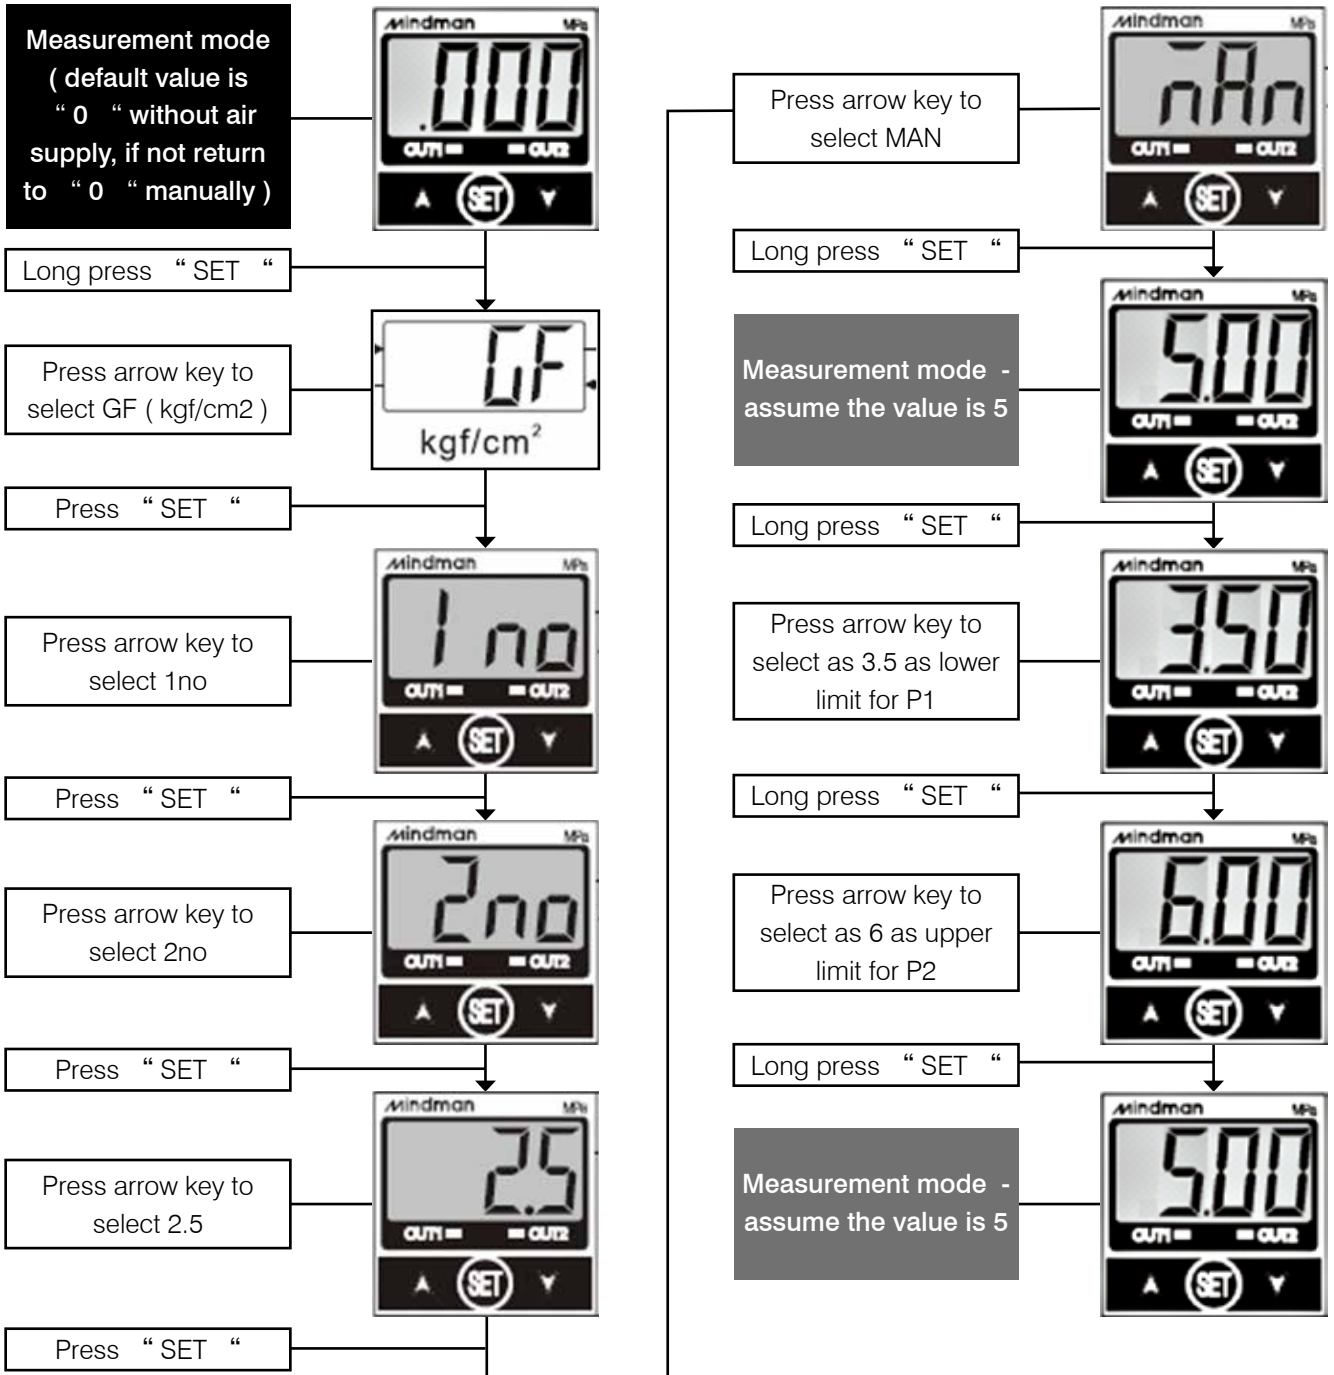 Measurement mode
( default value is
“ 0 “ without air
supply, if not return
to “ 0 “ manually )
Mindman MPa
.000
OUT1 OUT2
SET
Long press “ SET “
Press arrow key to
select GF ( kgf/cm2 )
GF
kgf/cm²
Press “ SET “
Press arrow key to
select 1no
Mindman MPa
1 no
OUT1 OUT2
SET
Press “ SET “
Press arrow key to
select 2no
Mindman MPa
2no
OUT1 OUT2
SET
Press “ SET “
Press arrow key to
select 2.5
Mindman MPa
2.5
OUT1 OUT2
SET
Press “ SET “
Press arrow key to
select MAN
Mindman MPa
nAn
OUT1 OUT2
SET
Long press “ SET “
Measurement mode -
assume the value is 5
Mindman MPa
5.00
OUT1 OUT2
SET
Long press “ SET “
Press arrow key to
select as 3.5 as lower
limit for P1
Mindman MPa
3.50
OUT1 OUT2
SET
Long press “ SET “
Press arrow key to
select as 6 as upper
limit for P2
Mindman MPa
6.00
OUT1 OUT2
SET
Long press “ SET “
Measurement mode -
assume the value is 5
Mindman MPa
5.00
OUT1 OUT2
SET